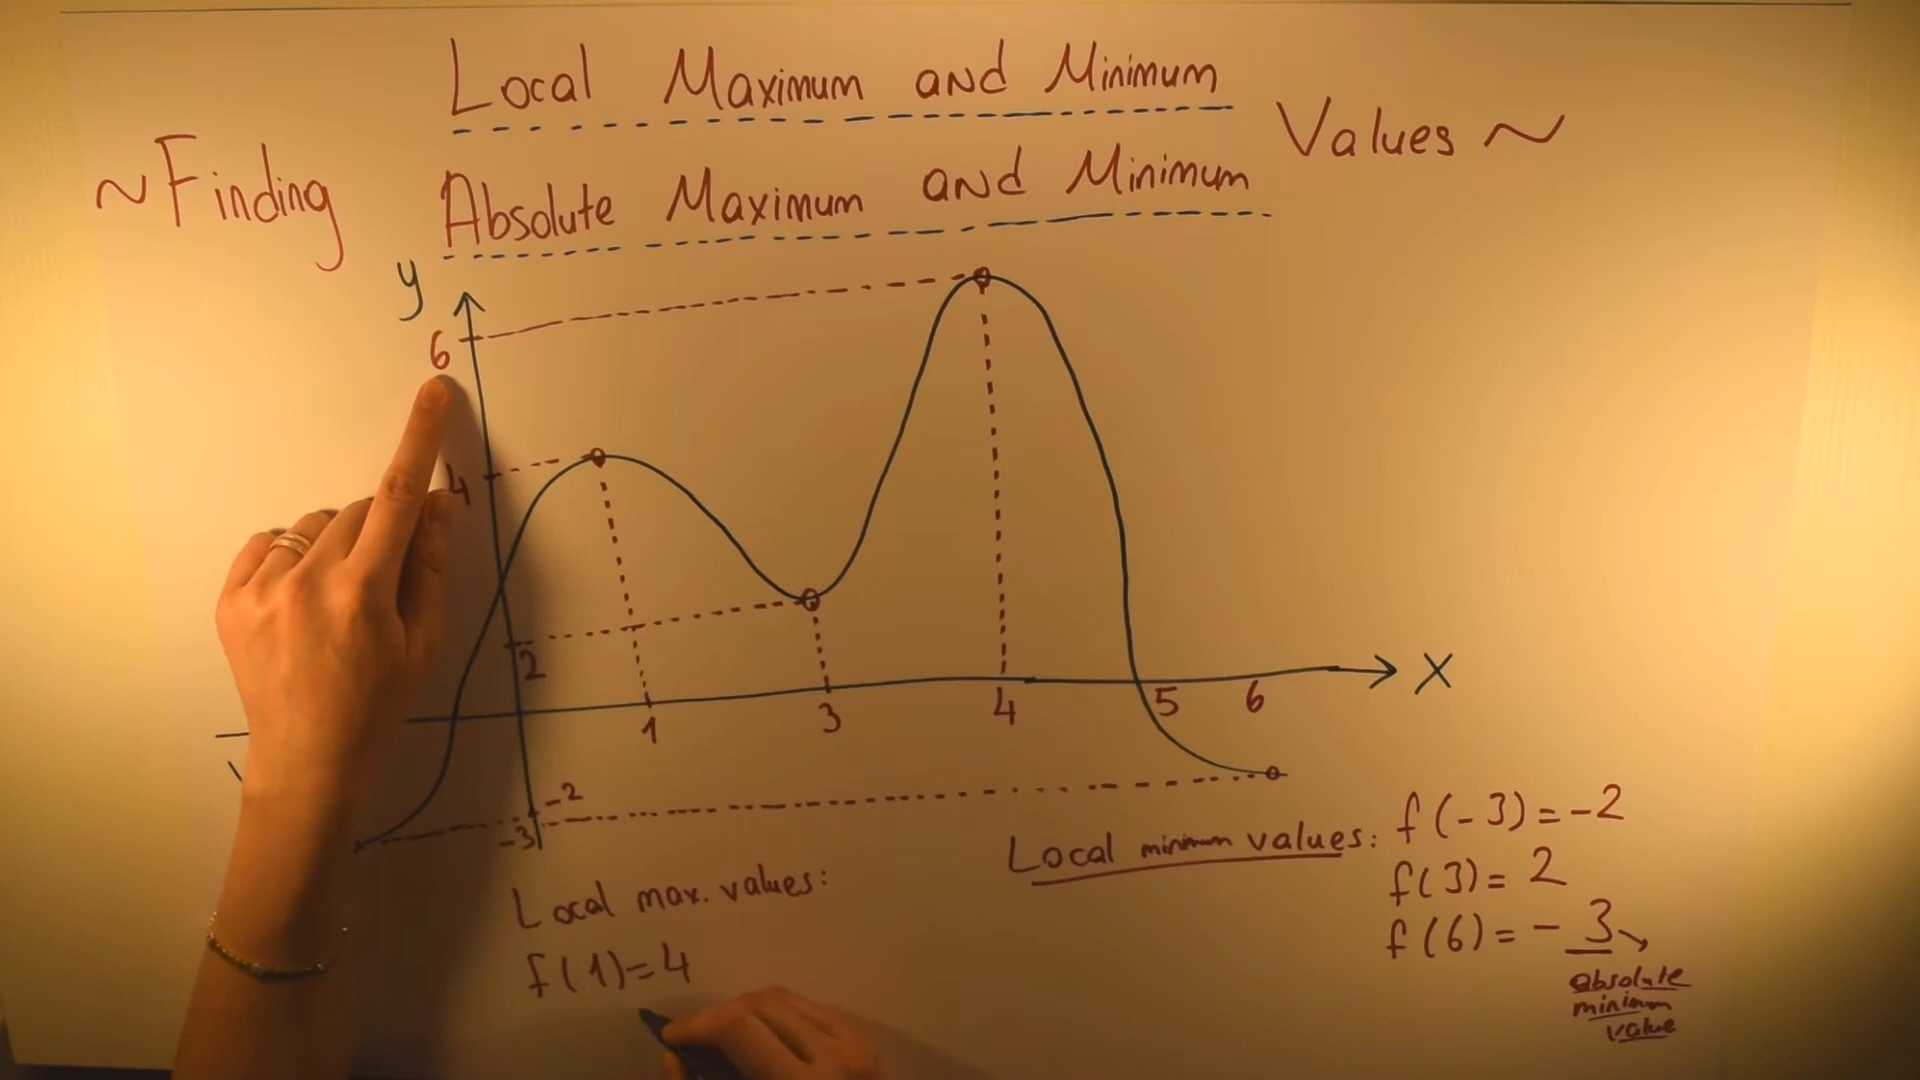 Local Maximum and Minimum
~Finding Values~
Absolute Maximum and Minimum
y
6
4
2
X
1 3 4 5 6
-2
-3
Local max. values:
f(1)=4
Local minimum values: f(-3)=-2
f(3)=2
f(6)=-3
absolute
minimum
value